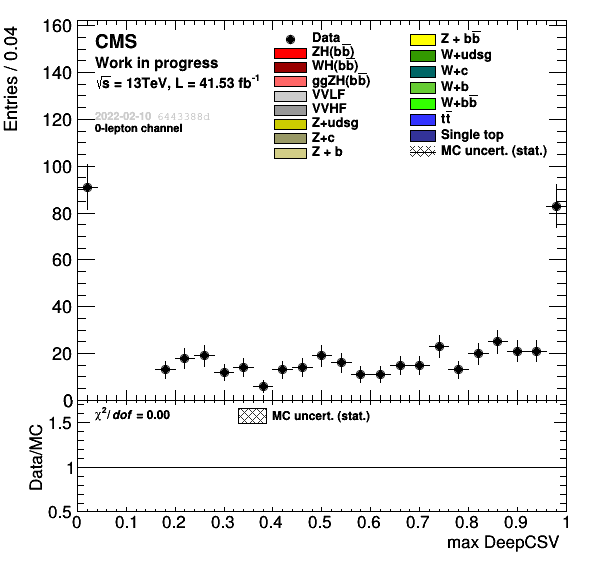 CMS
Work in progress
√s = 13TeV, L = 41.53 fb⁻¹
2022-02-10 6443388d
0-lepton channel
Data
ZH(bb̅)
WH(bb̅)
ggZH(bb̅)
VVLF
VVHF
Z+udsg
Z+c
Z + b
Z + bb̅
W+udsg
W+c
W+b
W+bb̅
tt̅
Single top
MC uncert. (stat.)
Entries / 0.04
160
140
120
100
80
60
40
20
0
χ²/dof = 0.00
MC uncert. (stat.)
Data/MC
1.5
1
0.5
0 0.1 0.2 0.3 0.4 0.5 0.6 0.7 0.8 0.9 1
max DeepCSV